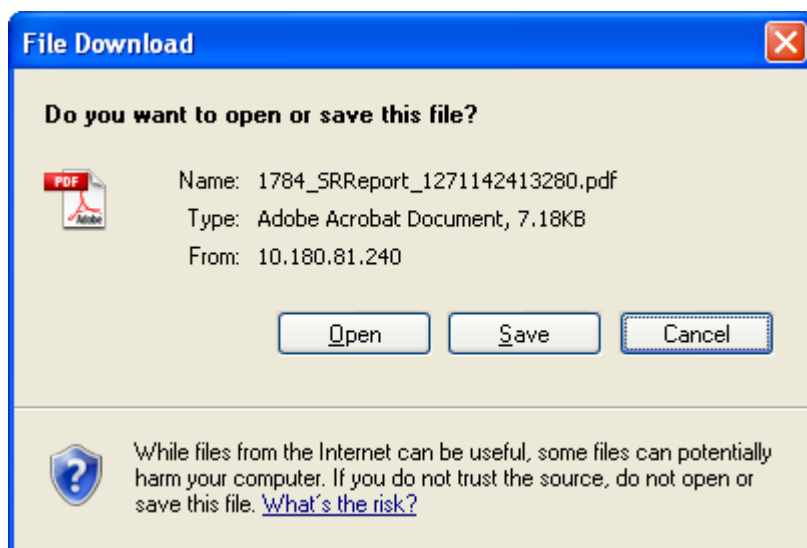 File Download
Do you want to open or save this file?
PDF
Adobe
Name: 1784_SRReport_1271142413280.pdf
Type: Adobe Acrobat Document, 7.18KB
From: 10.180.81.240
Open Save Cancel
While files from the Internet can be useful, some files can potentially
harm your computer. If you do not trust the source, do not open or
save this file. What's the risk?